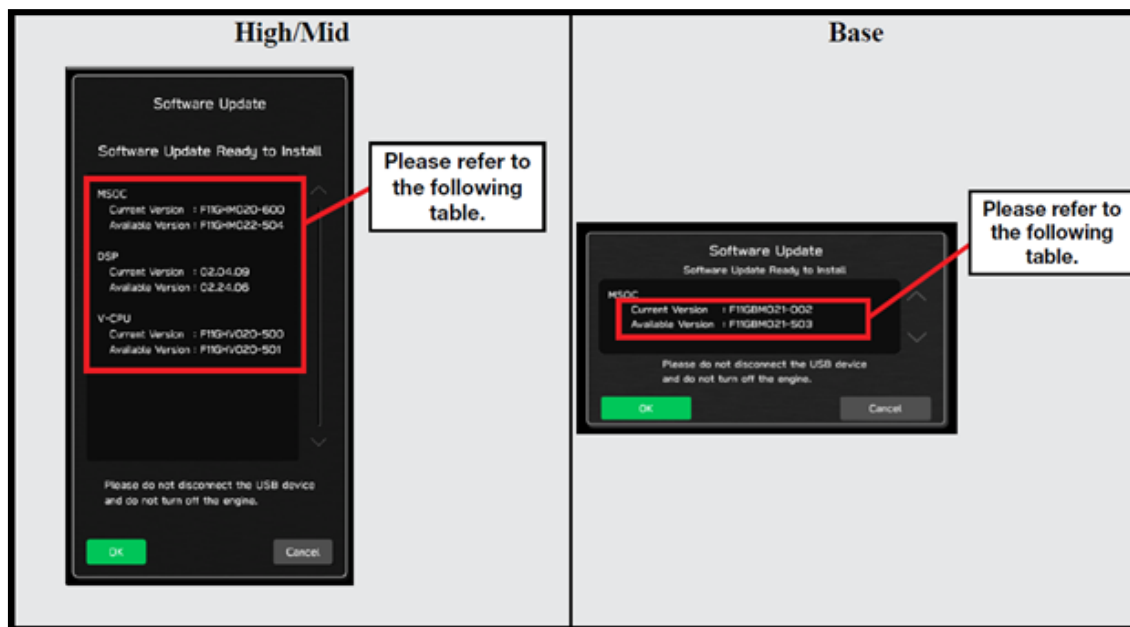 High/Mid
Software Update
Software Update Ready to Install
MSOC
Current Version : F11GHM020-600
Available Version : F11GHM022-504
DSP
Current Version : 02.04.09
Available Version : 02.24.06
V-CPU
Current Version : F11GHV020-500
Available Version : F11GHV020-501
Please do not disconnect the USB device
and do not turn off the engine.
OK
Cancel
Please refer to
the following
table.
Base
Software Update
Software Update Ready to Install
MSOC
Current Version : F11GBM021-002
Available Version : F11GBM021-503
Please do not disconnect the USB device
and do not turn off the engine.
OK
Cancel
Please refer to
the following
table.